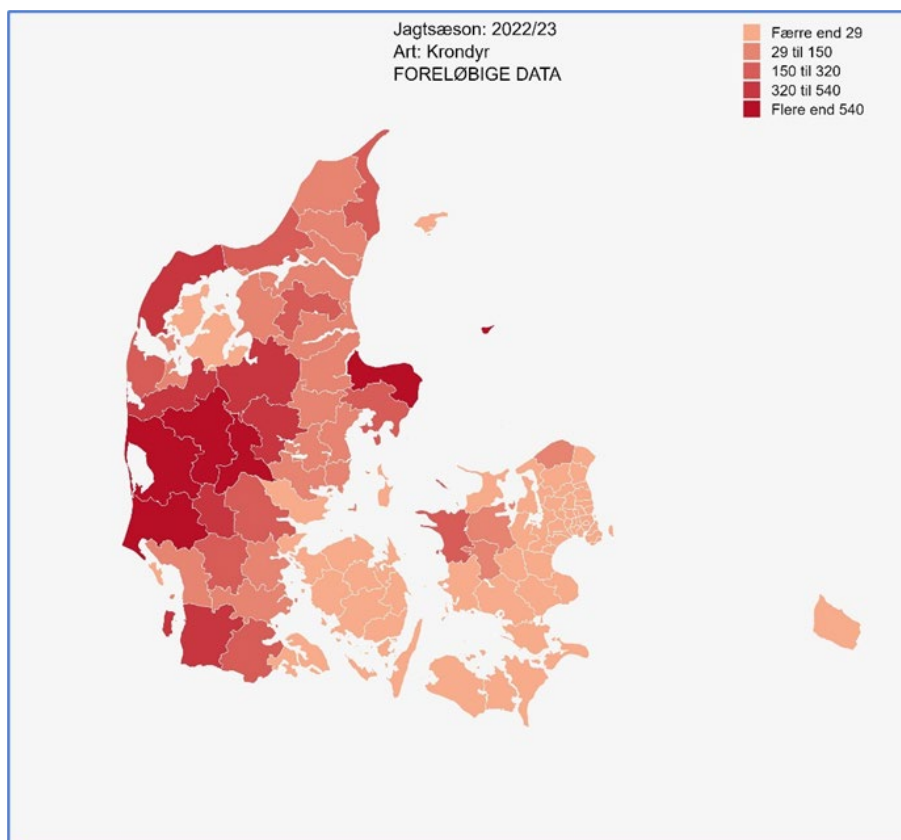 Jagtsæson: 2022/23
Art: Krondyr
FORELØBIGE DATA
Færre end 29
29 til 150
150 til 320
320 til 540
Flere end 540